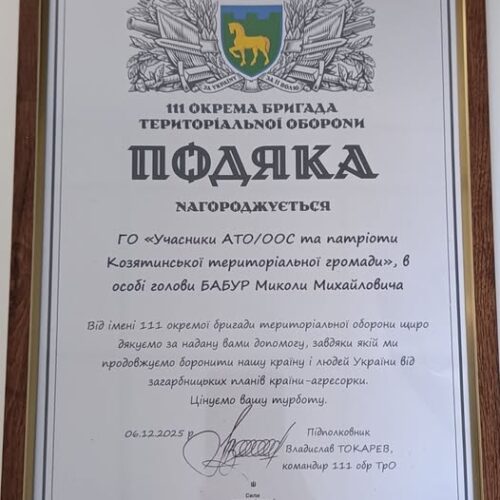 ЗА УКРАЇНУ ЗА ЇЇ ВОЛЮ
111 ОКРЕМА БРИГАДА
ТЕРИТОРІАЛЬНОЇ ОБОРОНИ
ПОДЯКА
НАГОРОДЖУЄТЬСЯ
ГО «Учасники АТО/ООС та патріоти
Козятинської територіальної громади», в
особі голови БАБУР Миколи Михайловича
Від імені 111 окремої бригади територіальної оборони щиро
дякуємо за надану вами допомогу, завдяки якій ми
продовжуємо боронити нашу країну і людей України від
загарбницьких планів країни-агресорки.
Цінуємо вашу турботу.
06.12.2025 р.
Підполковник
Владислав ТОКАРЕВ,
командир 111 обр ТрО
Сили